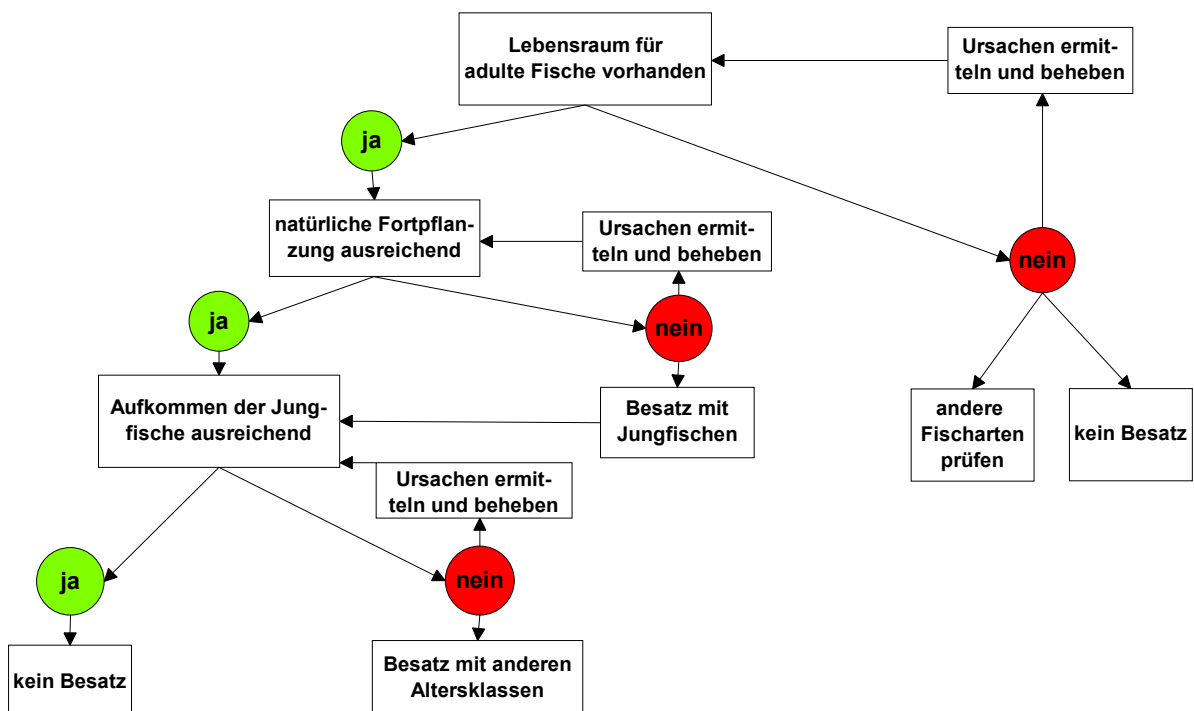 Lebensraum für
adulte Fische vorhanden
Ursachen ermit-
teln und beheben
ja
natürliche Fortpflan-
zung ausreichend
Ursachen ermit-
teln und beheben
nein
ja
nein
Aufkommen der Jung-
fische ausreichend
Besatz mit
Jungfischen
andere
Fischarten
prüfen
kein Besatz
Ursachen ermit-
teln und beheben
ja
nein
kein Besatz
Besatz mit anderen
Altersklassen